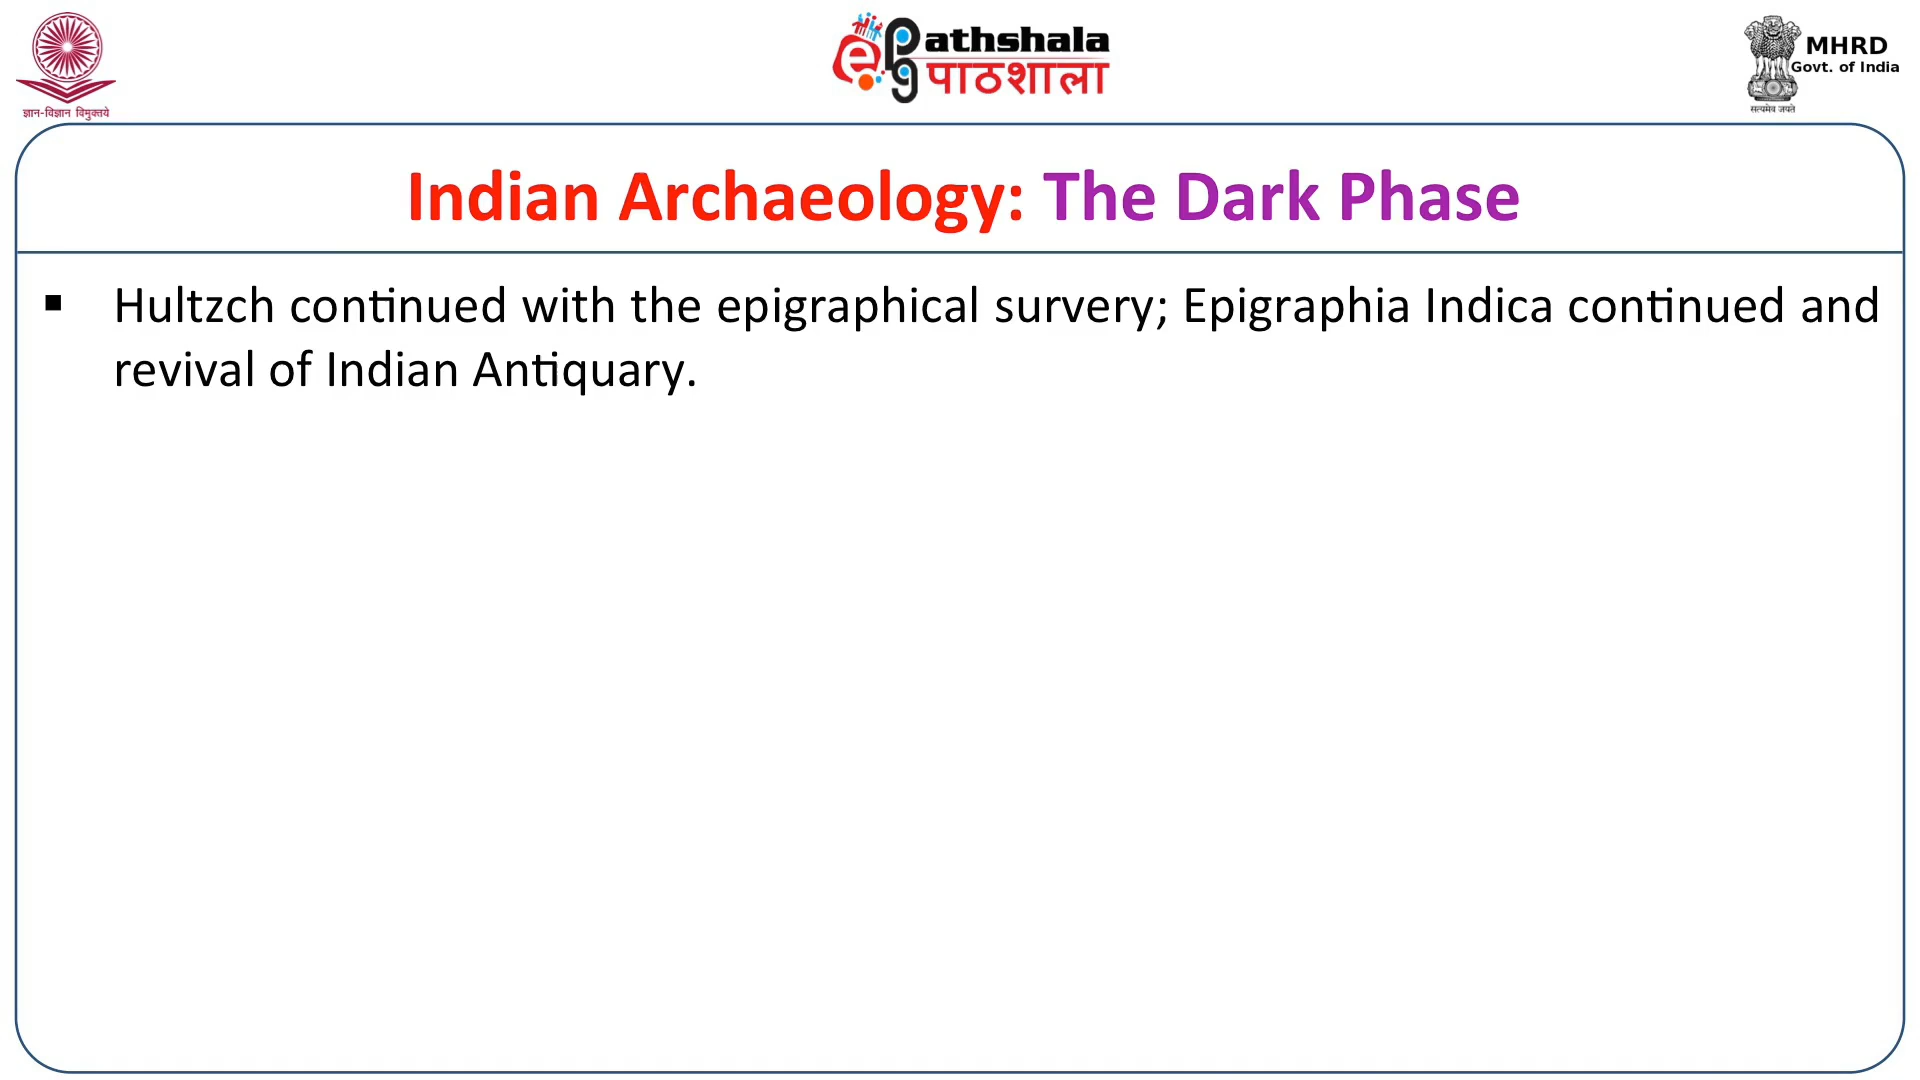 ज्ञान-विज्ञान विमुक्तये
ePathshala
पाठशाला
MHRD
Govt. of India
सत्यमेव जयते
Indian Archaeology: The Dark Phase
▪ Hultzch continued with the epigraphical survery; Epigraphia Indica continued and
revival of Indian Antiquary.